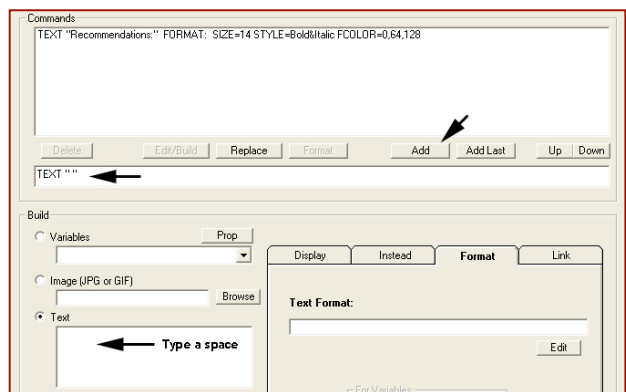 Commands
TEXT "Recommendations:" FORMAT: SIZE=14 STYLE=Bold&Italic FCOLOR=0,64,128
Delete Edit/Build Replace Format Add Add Last Up Down
TEXT " "
Build
Variables Prop
Display Instead Format Link
Image (JPG or GIF)
Browse
Text Format:
Text
Type a space
Edit
For Variables